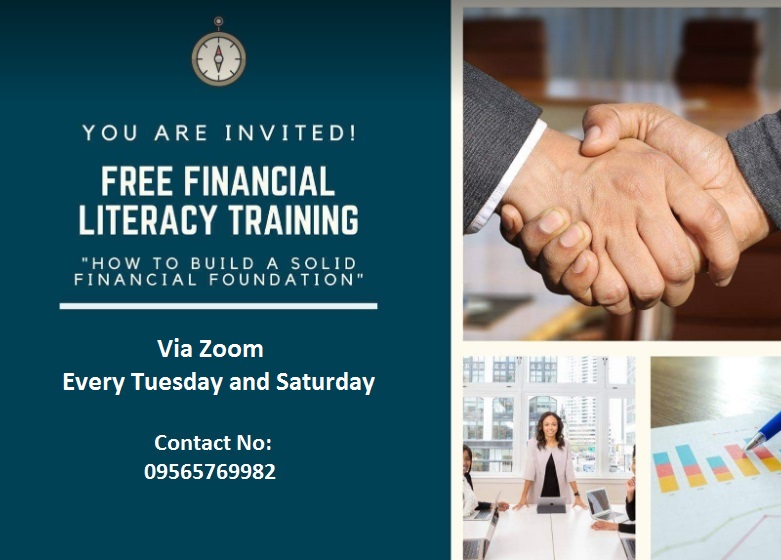 YOU ARE INVITED!
FREE FINANCIAL
LITERACY TRAINING
"HOW TO BUILD A SOLID
FINANCIAL FOUNDATION"
Via Zoom
Every Tuesday and Saturday
Contact No:
09565769982